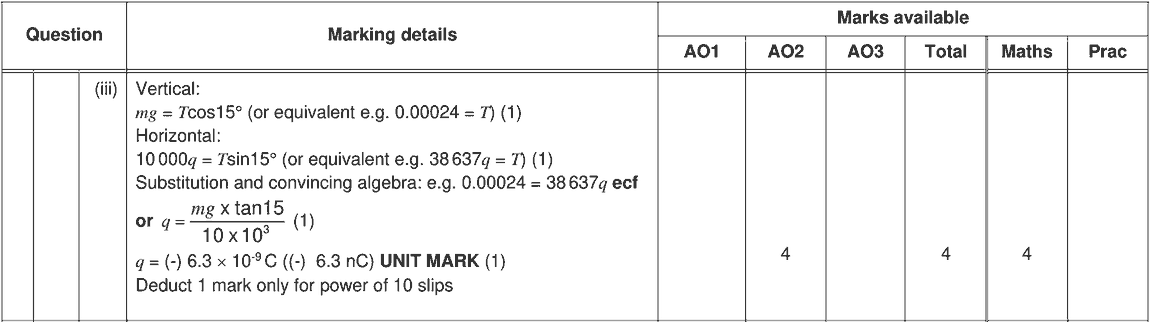 Question Marking details Marks available
AO1 AO2 AO3 Total Maths Prac
(iii) Vertical:
mg = Tcos15° (or equivalent e.g. 0.00024 = T) (1)
Horizontal:
10 000q = Tsin15° (or equivalent e.g. 38 637q = T) (1)
Substitution and convincing algebra: e.g. 0.00024 = 38 637q ecf
or q = mg x tan15 / 10 x 10³ (1)
q = (-) 6.3 × 10⁻⁹ C ((-) 6.3 nC) UNIT MARK (1) 4 4 4
Deduct 1 mark only for power of 10 slips